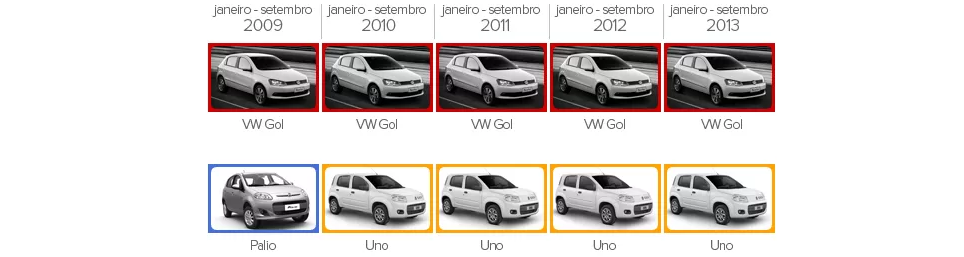 janeiro - setembro janeiro - setembro janeiro - setembro janeiro - setembro janeiro - setembro
2009 2010 2011 2012 2013
VW Gol VW Gol VW Gol VW Gol VW Gol
Palio Uno Uno Uno Uno